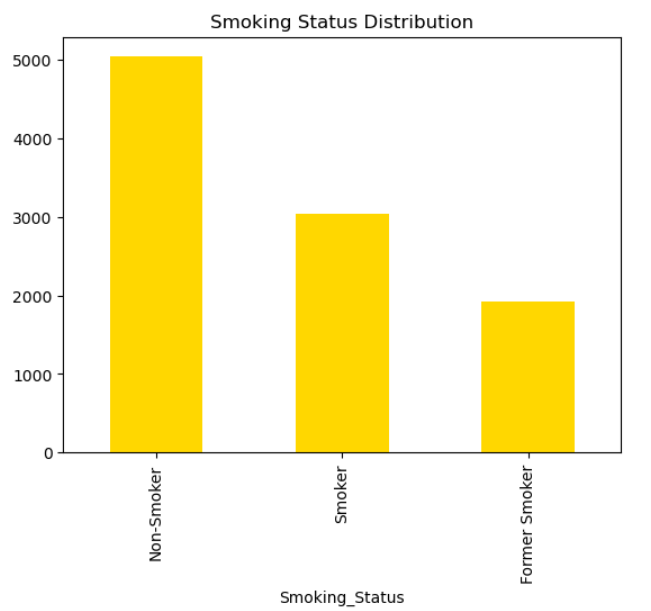 Smoking Status Distribution
5000
4000
3000
2000
1000
0
Non-Smoker
Smoker
Former Smoker
Smoking_Status